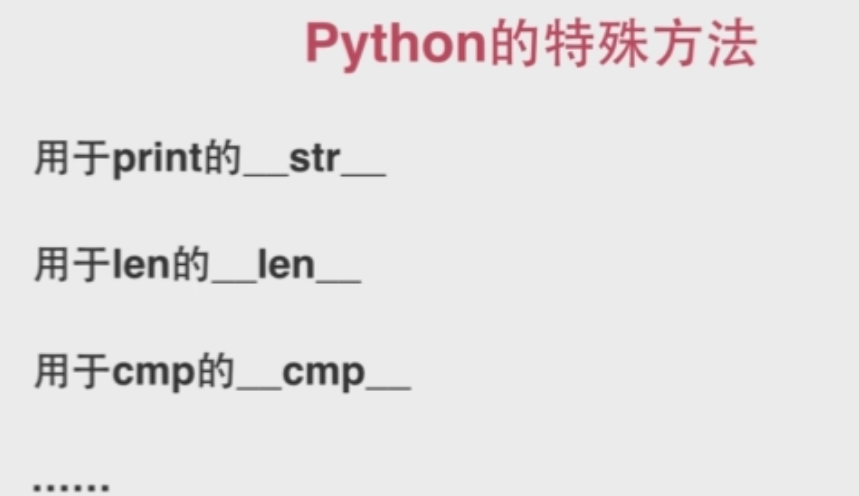 Python的特殊方法
用于print的__str__
用于len的__len__
用于cmp的__cmp__
......